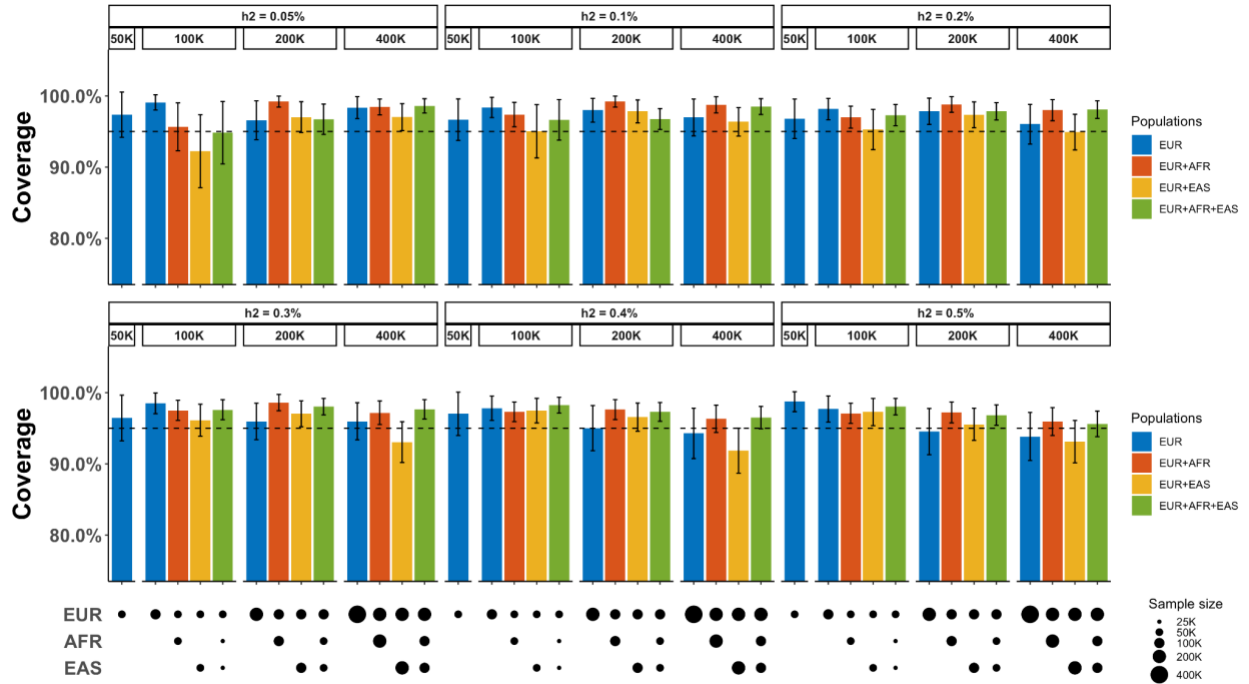 h2 = 0.05% h2 = 0.1% h2 = 0.2%
50K 100K 200K 400K 50K 100K 200K 400K 50K 100K 200K 400K
100.0%
90.0%
80.0%
Coverage
Populations
EUR
EUR+AFR
EUR+EAS
EUR+AFR+EAS
h2 = 0.3% h2 = 0.4% h2 = 0.5%
50K 100K 200K 400K 50K 100K 200K 400K 50K 100K 200K 400K
100.0%
90.0%
80.0%
Coverage
Populations
EUR
EUR+AFR
EUR+EAS
EUR+AFR+EAS
EUR
AFR
EAS
Sample size
25K
50K
100K
200K
400K